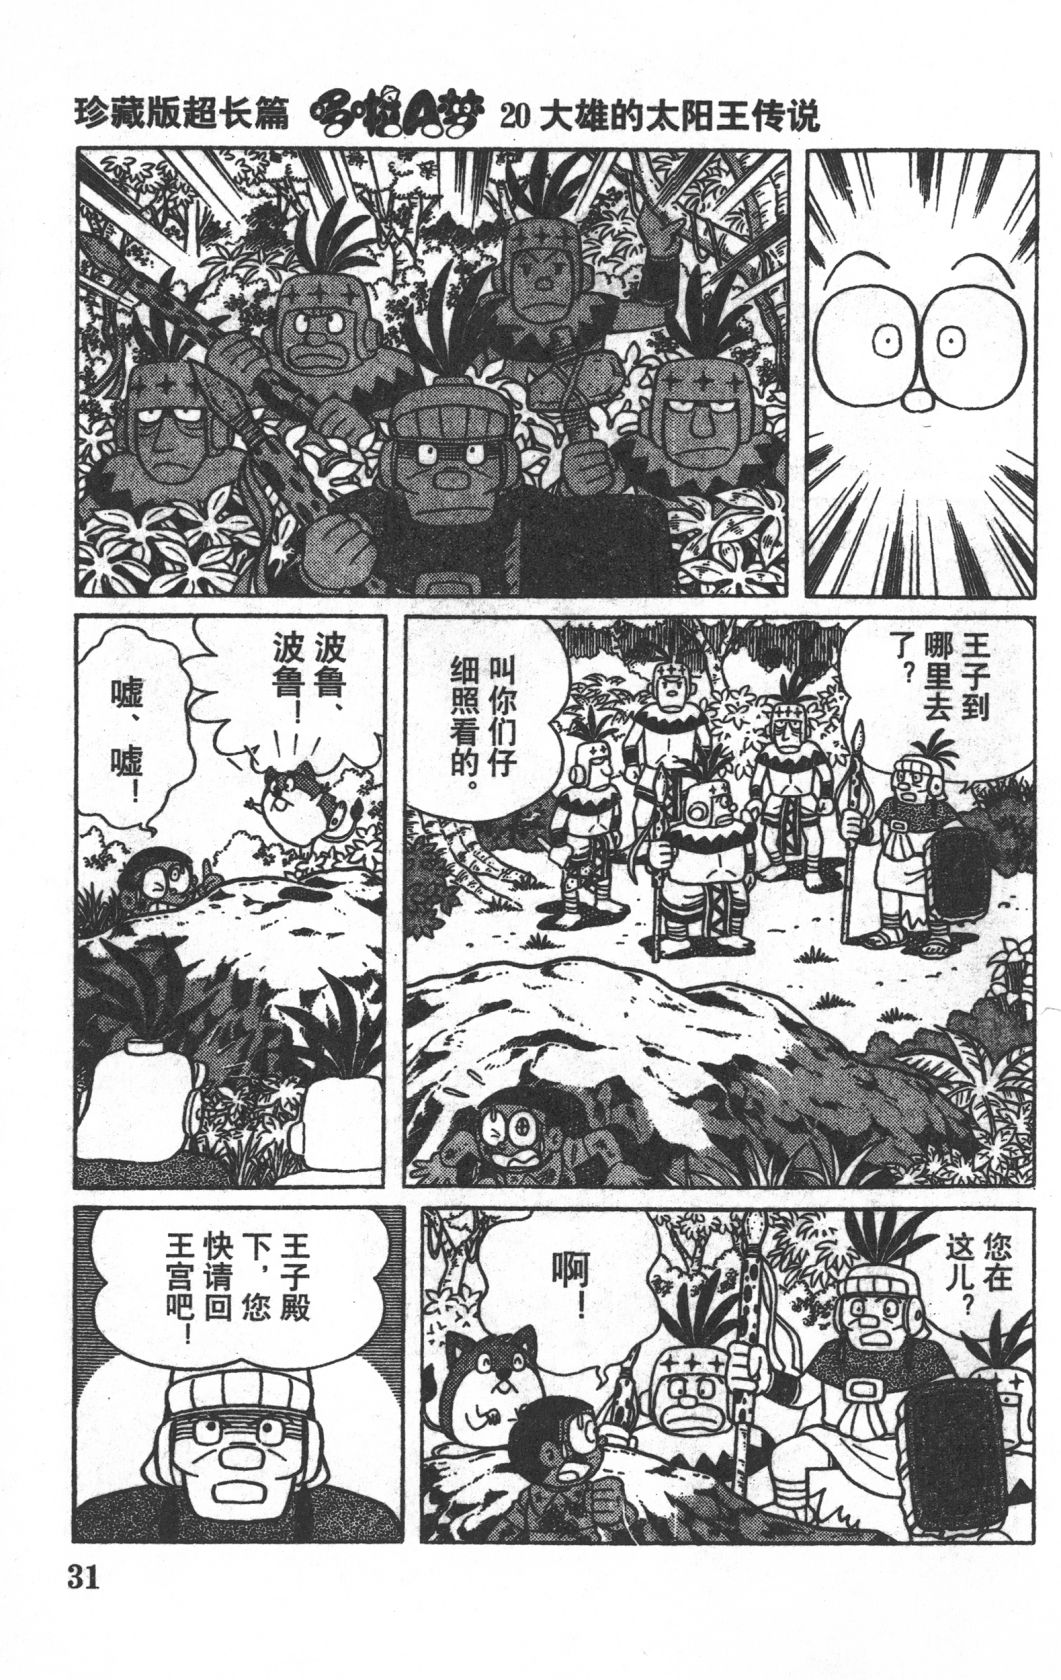 珍藏版超长篇 哆啦A梦 20 大雄的太阳王传说
王子到
哪里去
了？
叫你们仔
细照看的。
波鲁、
波鲁！
嘘、嘘！
您在
这儿？
啊！
王子殿
下，您
快请回
王宫吧！
31